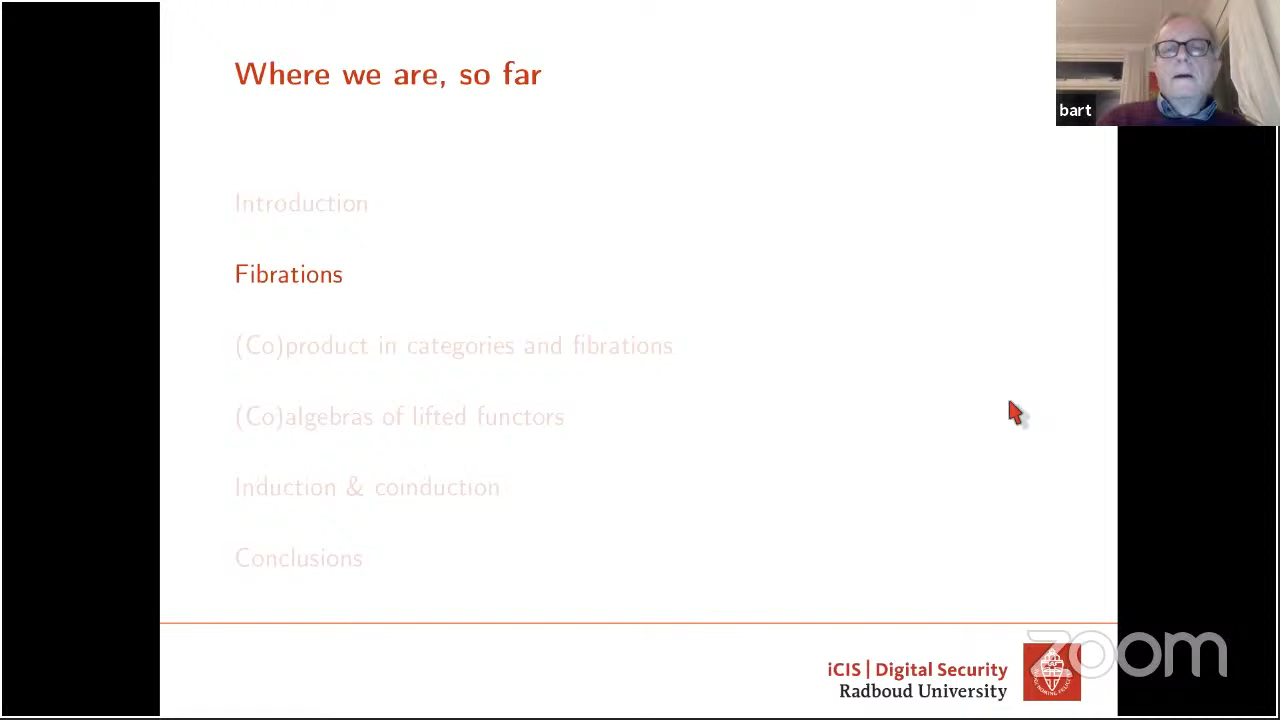 Where we are, so far
bart
Introduction
Fibrations
(Co)product in categories and fibrations
(Co)algebras of lifted functors
Induction & coinduction
Conclusions
iCIS | Digital Security
Radboud University
zoom